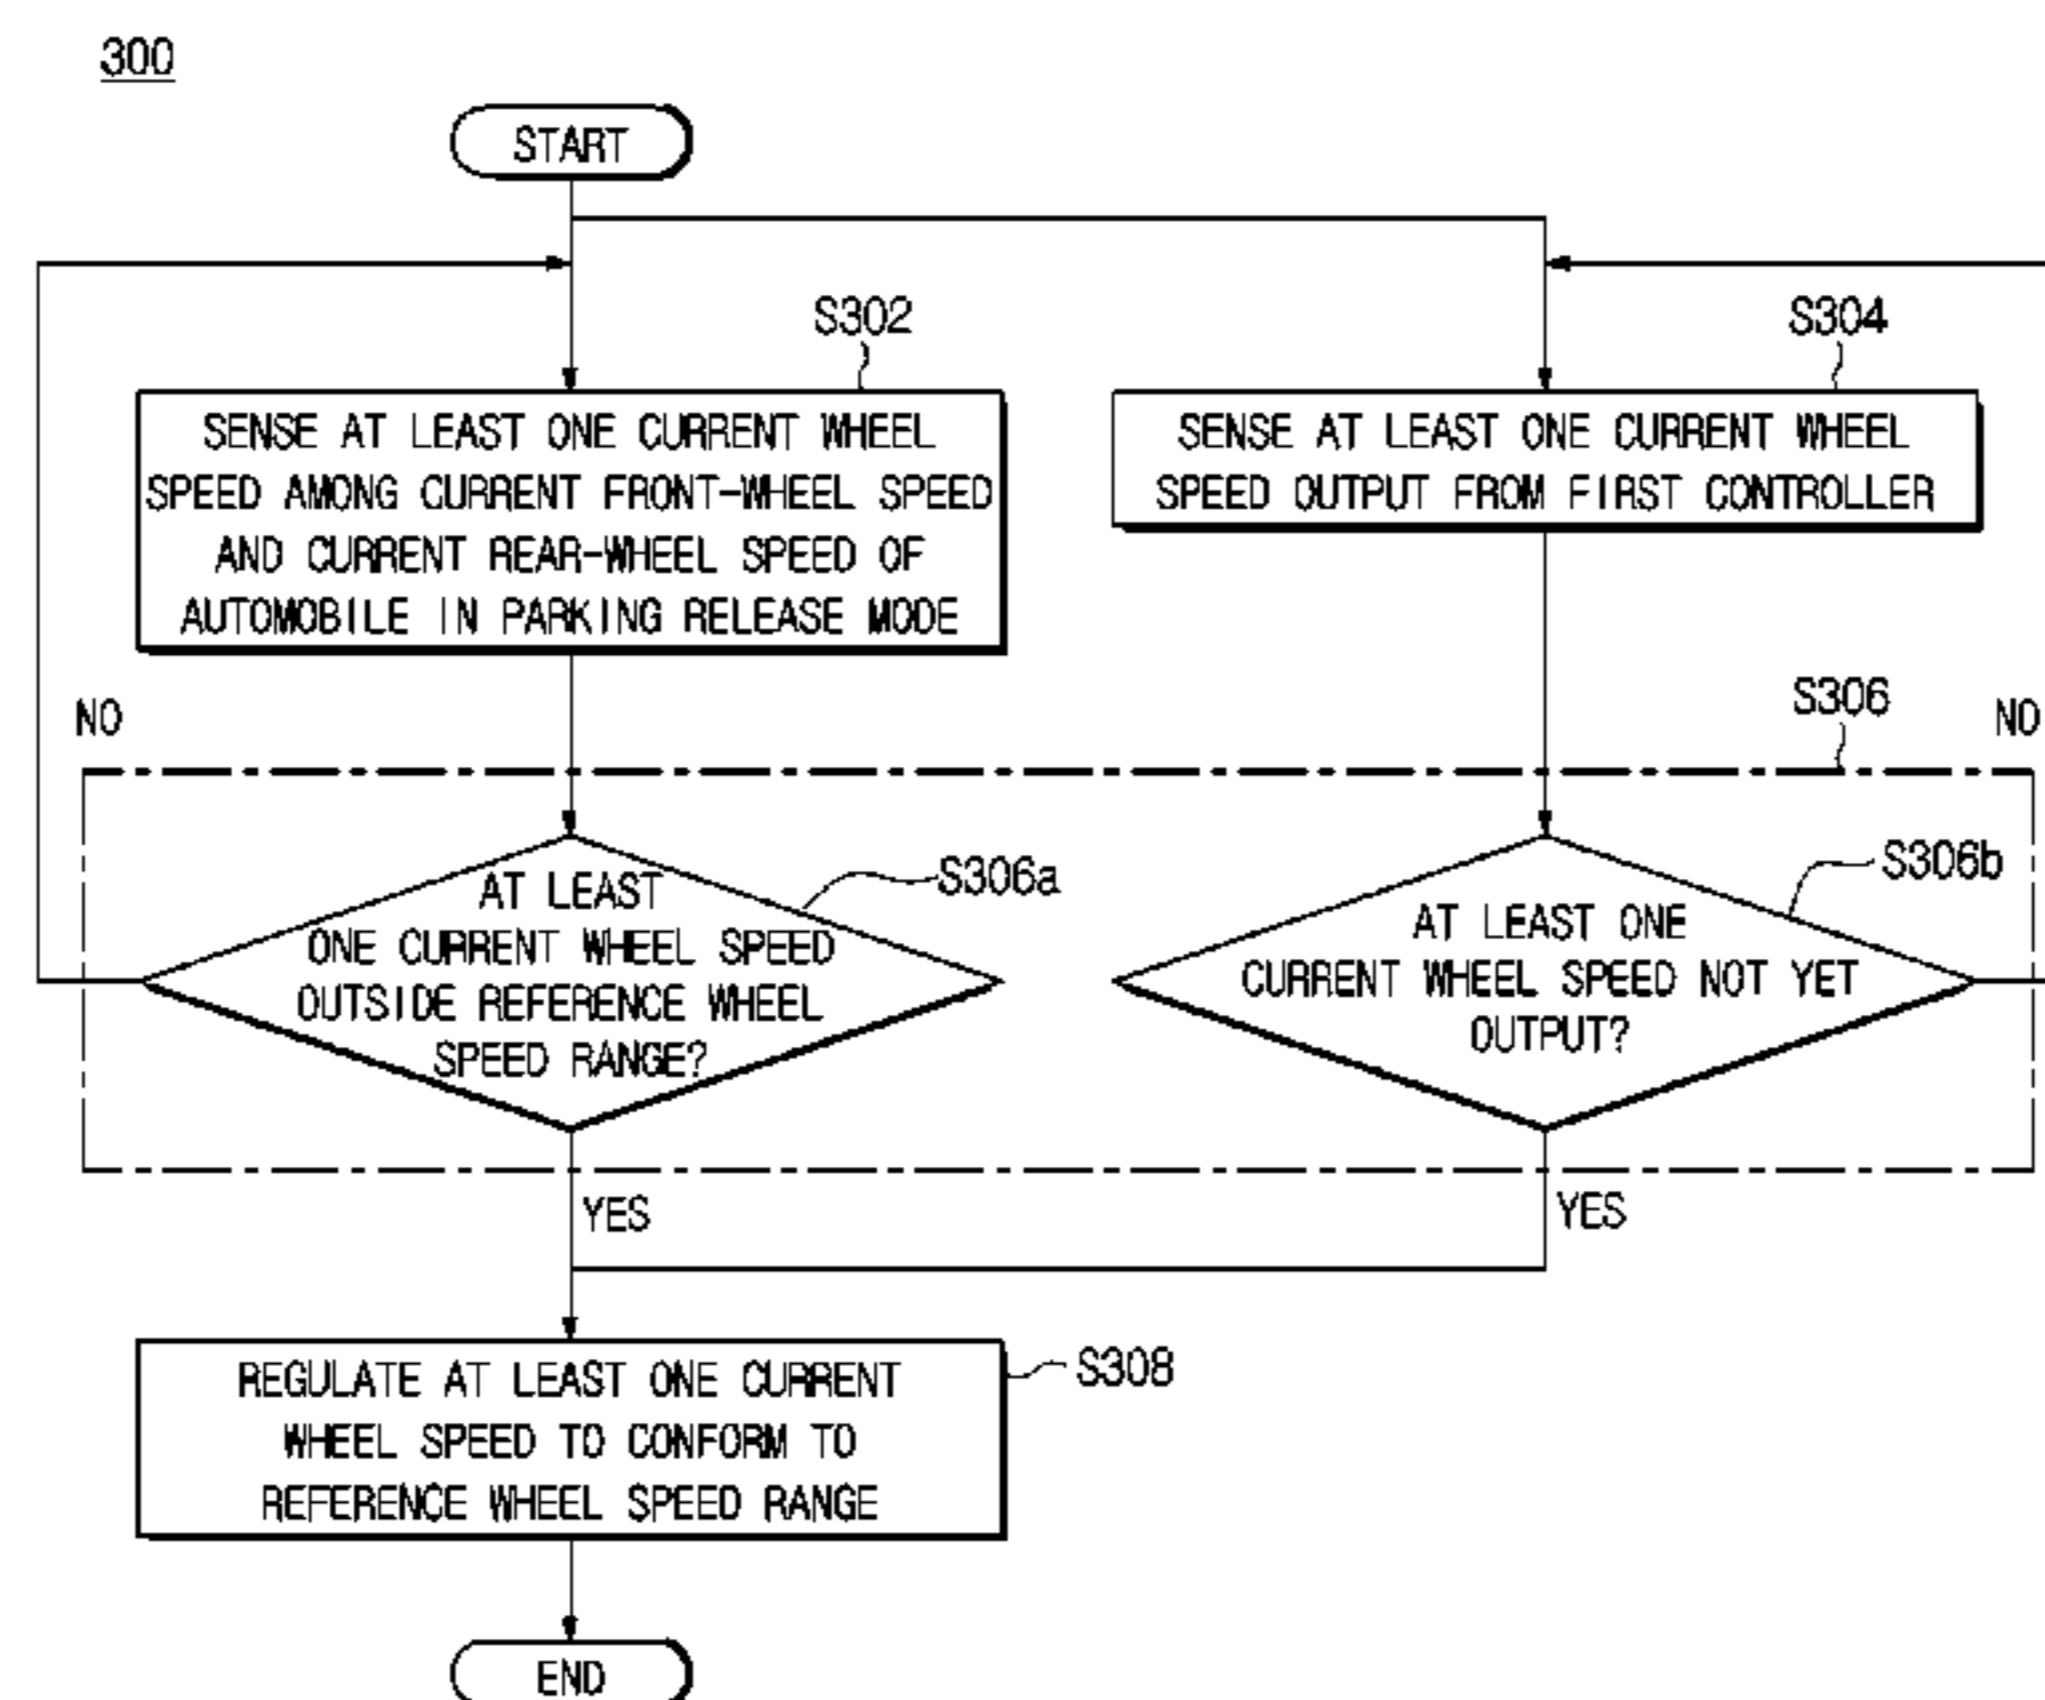 300
START
S302
S304
SENSE AT LEAST ONE CURRENT WHEEL
SPEED AMONG CURRENT FRONT-WHEEL SPEED
AND CURRENT REAR-WHEEL SPEED OF
AUTOMOBILE IN PARKING RELEASE MODE
SENSE AT LEAST ONE CURRENT WHEEL
SPEED OUTPUT FROM FIRST CONTROLLER
NO
S306
NO
AT LEAST
ONE CURRENT WHEEL SPEED
OUTSIDE REFERENCE WHEEL
SPEED RANGE?
S306a
AT LEAST ONE
CURRENT WHEEL SPEED NOT YET
OUTPUT?
S306b
YES
YES
REGULATE AT LEAST ONE CURRENT
WHEEL SPEED TO CONFORM TO
REFERENCE WHEEL SPEED RANGE
S308
END